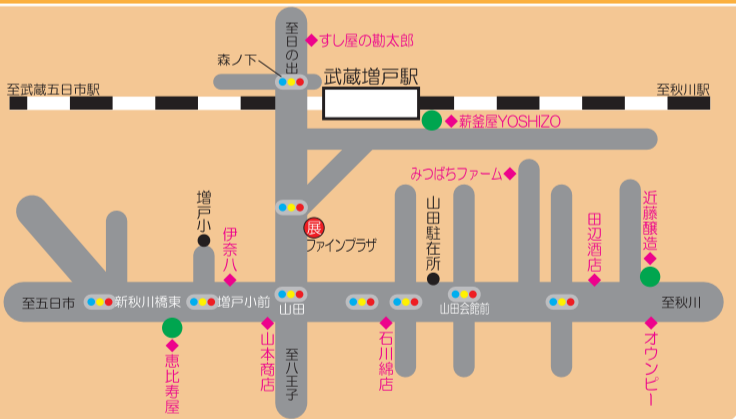 至日の出
◆すし屋の勘太郎
森ノ下
武蔵増戸駅
至武蔵五日市駅
至秋川駅
◆薪釜屋YOSHIZO
みつばちファーム◆
増戸小
伊奈八◆
展
ファインプラザ
山田駐在所
田辺酒店◆
近藤醸造◆
至五日市
新秋川橋東
増戸小前
山田
山田会館前
至秋川
◆恵比寿屋
◆山本商店
至八王子
◆石川綿店
◆オウンピー